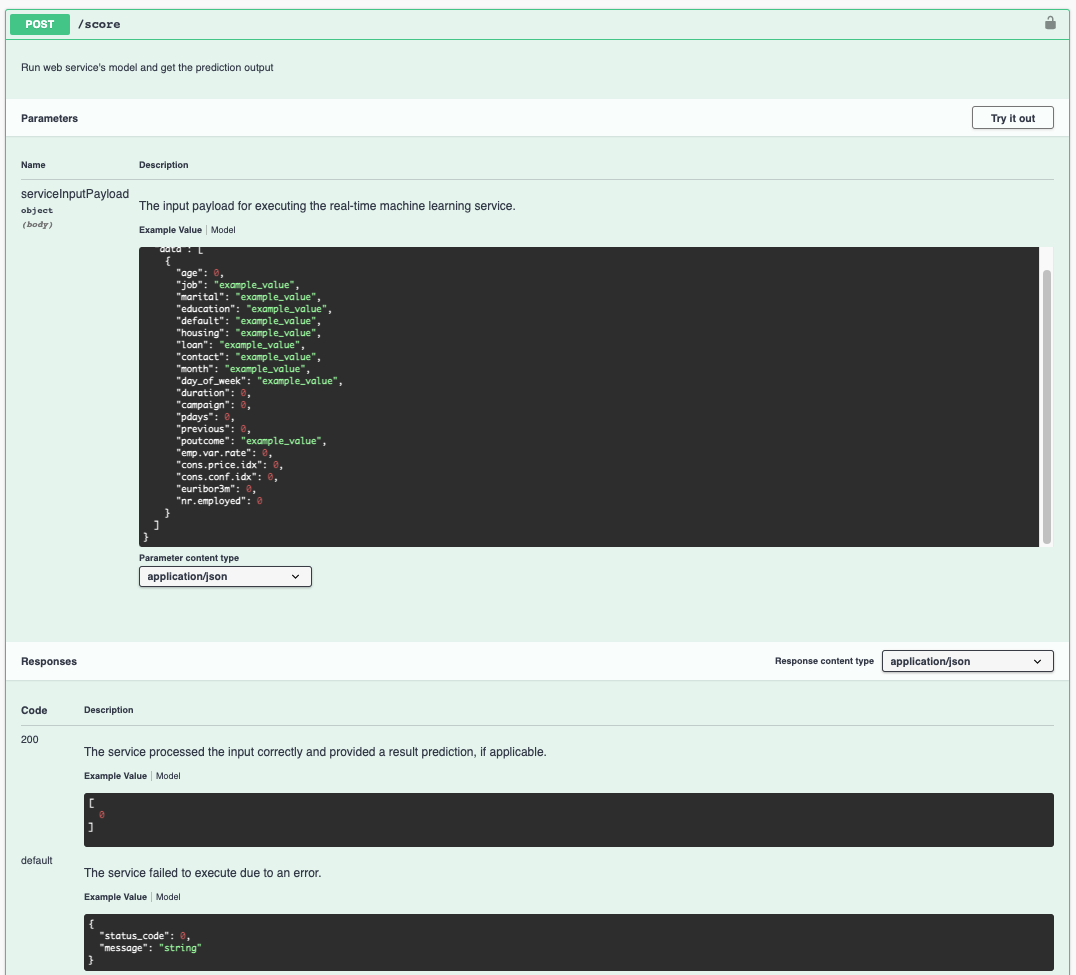 POST /score
Run web service's model and get the prediction output
Parameters
Try it out
Name Description
serviceInputPayload
object
(body)
The input payload for executing the real-time machine learning service.
Example Value | Model
"data": [
{
"age": 0,
"job": "example_value",
"marital": "example_value",
"education": "example_value",
"default": "example_value",
"housing": "example_value",
"loan": "example_value",
"contact": "example_value",
"month": "example_value",
"day_of_week": "example_value",
"duration": 0,
"campaign": 0,
"pdays": 0,
"previous": 0,
"poutcome": "example_value",
"emp.var.rate": 0,
"cons.price.idx": 0,
"cons.conf.idx": 0,
"euribor3m": 0,
"nr.employed": 0
}
]
}
Parameter content type
application/json
Responses
Response content type application/json
Code Description
200
The service processed the input correctly and provided a result prediction, if applicable.
Example Value | Model
[
0
]
default
The service failed to execute due to an error.
Example Value | Model
{
"status_code": 0,
"message": "string"
}